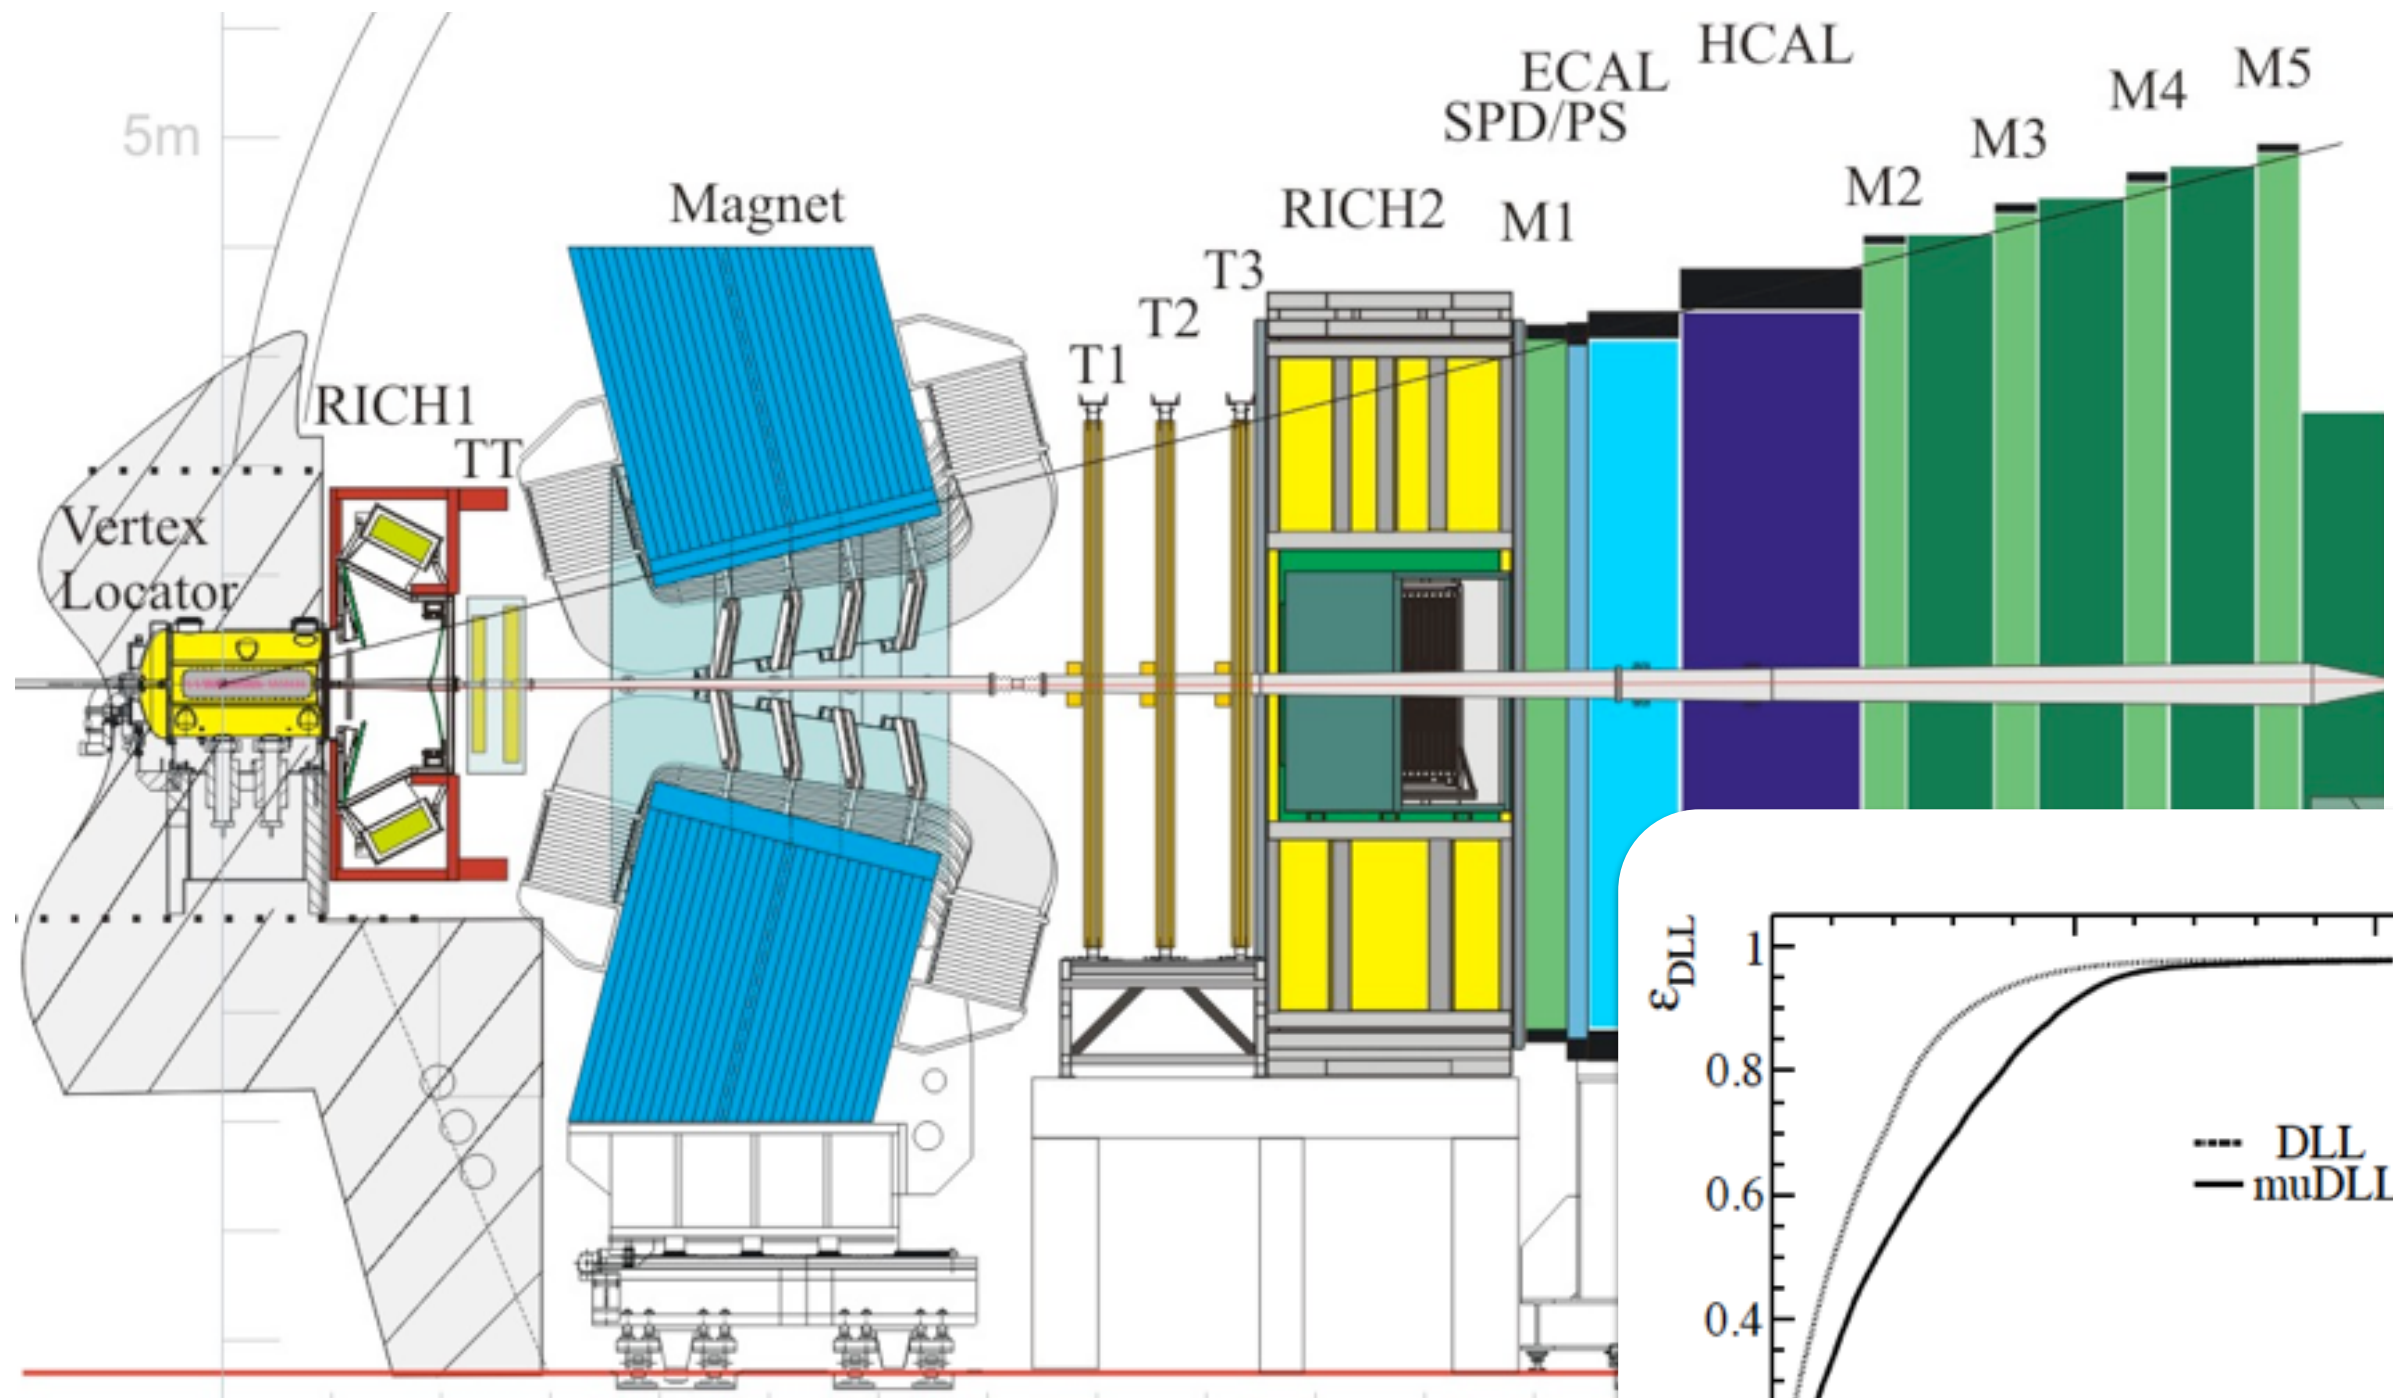 HCAL
ECAL
SPD/PS
M5
M4
M3
M2
5m
Magnet
RICH2
M1
T3
T2
T1
RICH1
TT
Vertex
Locator
εDLL
1
0.8
0.6
0.4
DLL
muDLL